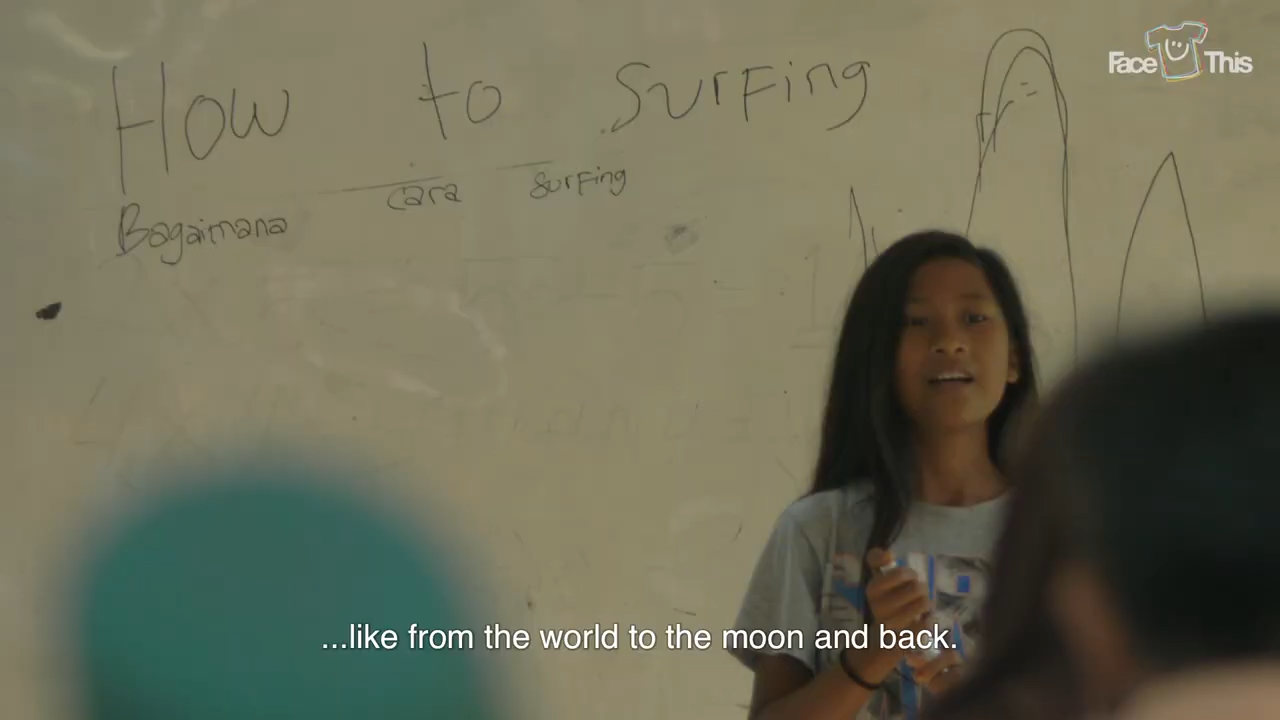 How to Surfing
Bagaimana cara surfing
Face This
...like from the world to the moon and back.